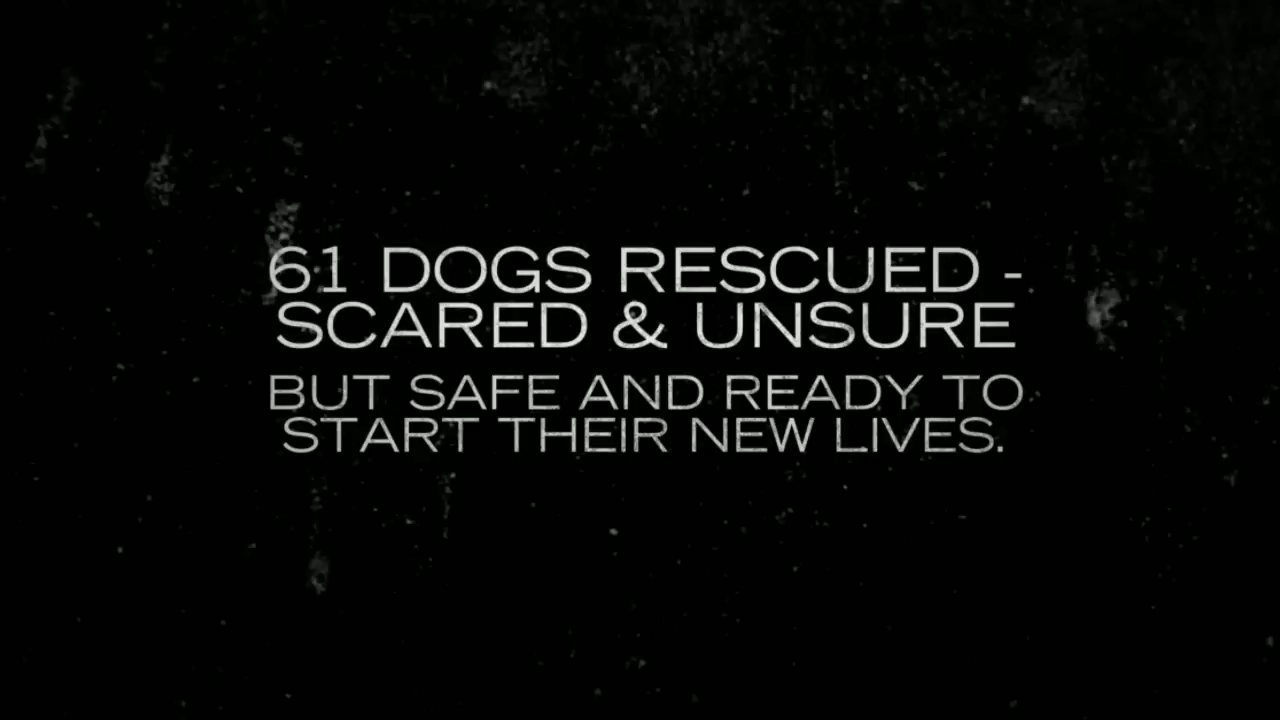 61 DOGS RESCUED -
SCARED & UNSURE
BUT SAFE AND READY TO
START THEIR NEW LIVES.